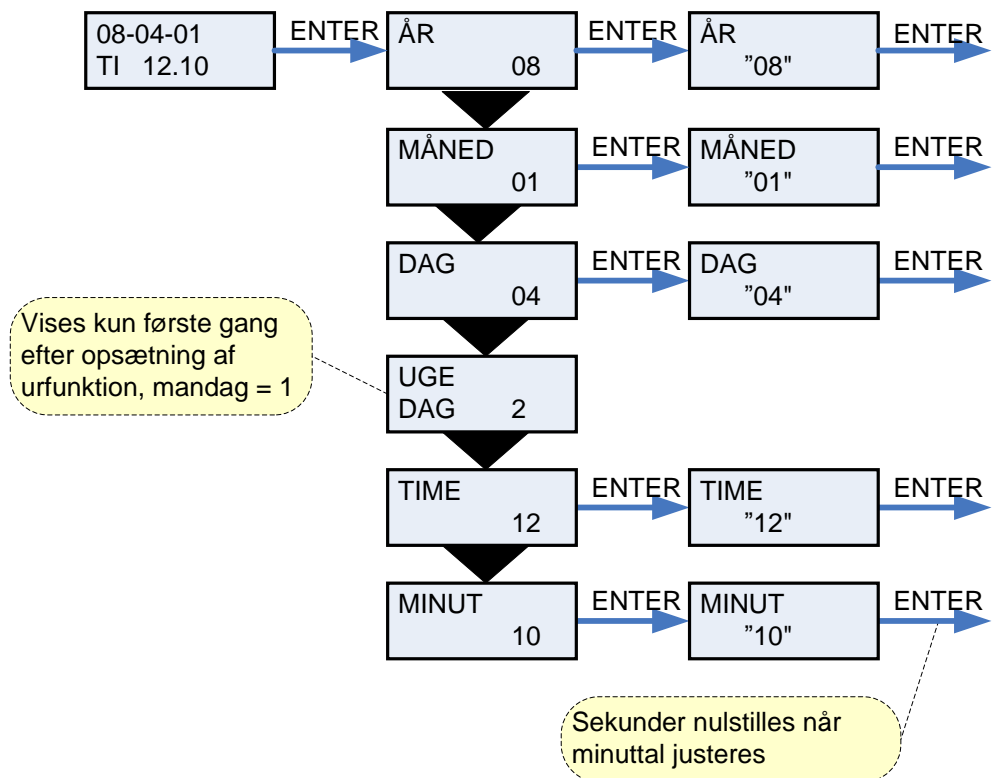 08-04-01
TI 12.10
ENTER
ÅR
08
ENTER
ÅR
”08"
ENTER
MÅNED
01
ENTER
MÅNED
”01"
ENTER
DAG
04
ENTER
DAG
”04"
ENTER
Vises kun første gang
efter opsætning af
urfunktion, mandag = 1
UGE
DAG 2
TIME
12
ENTER
TIME
”12"
ENTER
MINUT
10
ENTER
MINUT
”10"
ENTER
Sekunder nulstilles når
minuttal justeres